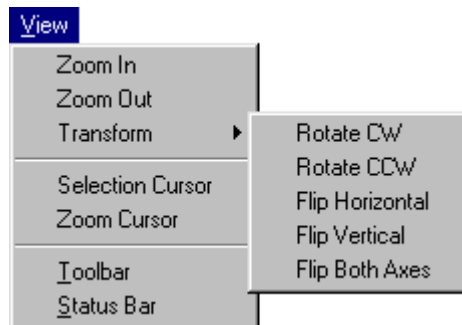 View
Zoom In
Zoom Out
Transform
Rotate CW
Rotate CCW
Flip Horizontal
Flip Vertical
Flip Both Axes
Selection Cursor
Zoom Cursor
Toolbar
Status Bar